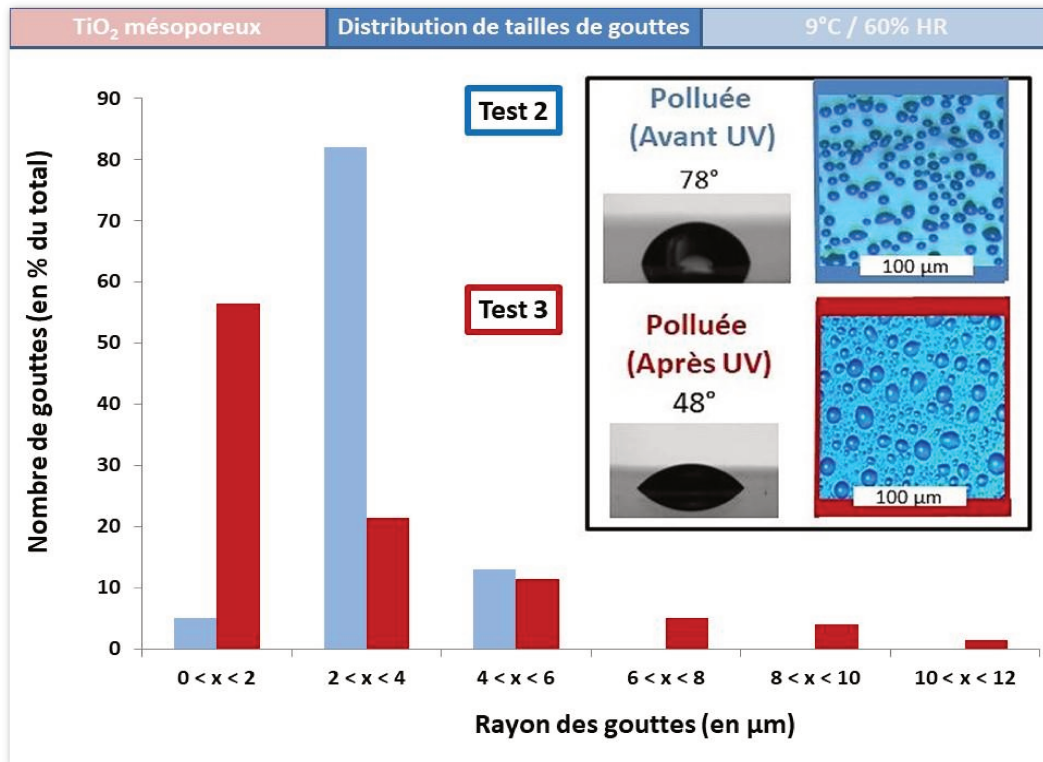 TiO₂ mésoporeux
Distribution de tailles de gouttes
9°C / 60% HR
Nombre de gouttes (en % du total)
90
80
70
60
50
40
30
20
10
0
Test 2
Test 3
Polluée
(Avant UV)
78°
100 µm
Polluée
(Après UV)
48°
100 µm
0 < x < 2
2 < x < 4
4 < x < 6
6 < x < 8
8 < x < 10
10 < x < 12
Rayon des gouttes (en µm)